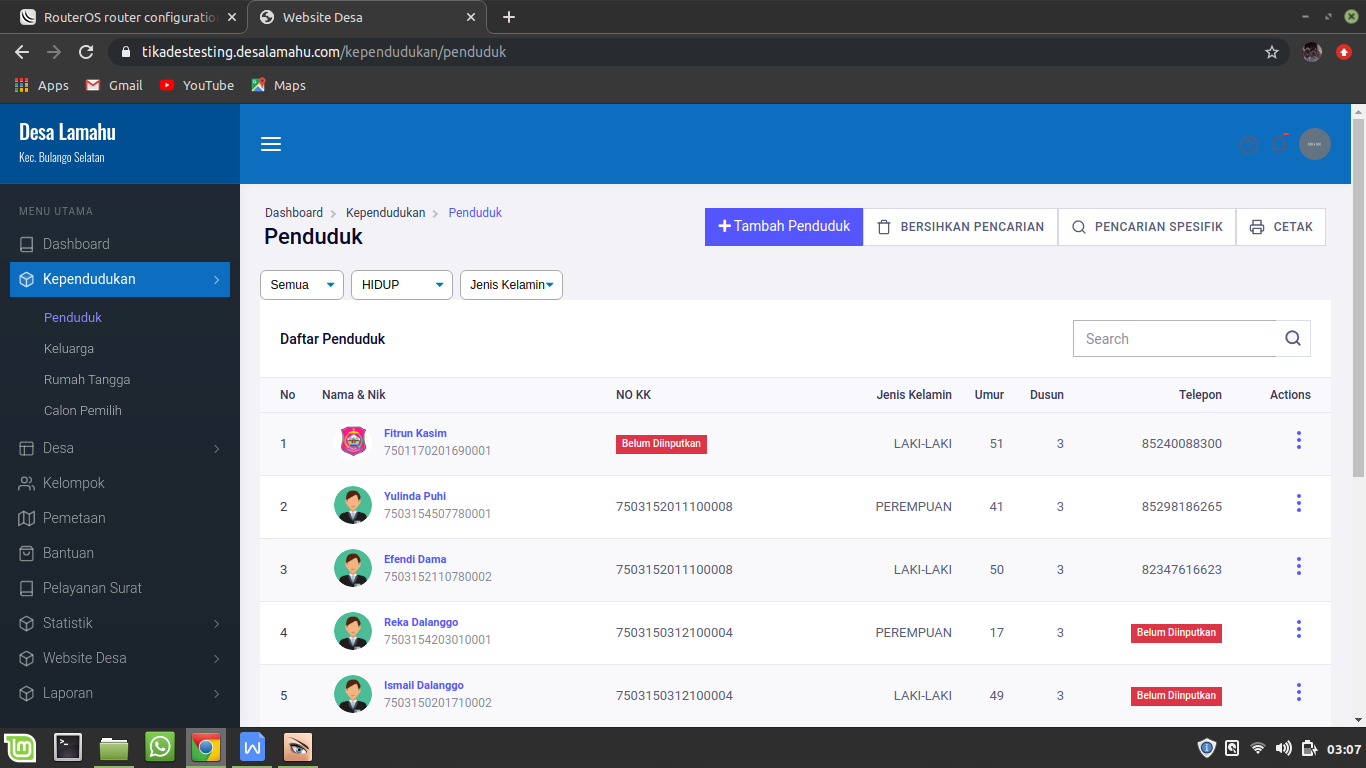 RouterOS router configuratio
Website Desa
tikadestesting.desalamahu.com/kependudukan/penduduk
Apps Gmail YouTube Maps
Desa Lamahu
Kec. Bulango Selatan
MENU UTAMA
Dashboard
Kependudukan
Penduduk
Keluarga
Rumah Tangga
Calon Pemilih
Desa
Kelompok
Pemetaan
Bantuan
Pelayanan Surat
Statistik
Website Desa
Laporan
Dashboard Kependudukan Penduduk
Penduduk
Tambah Penduduk BERSIHKAN PENCARIAN PENCARIAN SPESIFIK CETAK
Semua HIDUP Jenis Kelamin
Daftar Penduduk Search
No Nama & Nik NO KK Jenis Kelamin Umur Dusun Telepon Actions
1 Fitrun Kasim 7501170201690001 Belum Diinputkan LAKI-LAKI 51 3 85240088300
2 Yulinda Puhi 7503154507780001 7503152011100008 PEREMPUAN 41 3 85298186265
3 Efendi Dama 7503152110780002 7503152011100008 LAKI-LAKI 50 3 82347616623
4 Reka Dalanggo 7503154203010001 7503150312100004 PEREMPUAN 17 3 Belum Diinputkan
5 Ismail Dalanggo 7503150201710002 7503150312100004 LAKI-LAKI 49 3 Belum Diinputkan
03:07